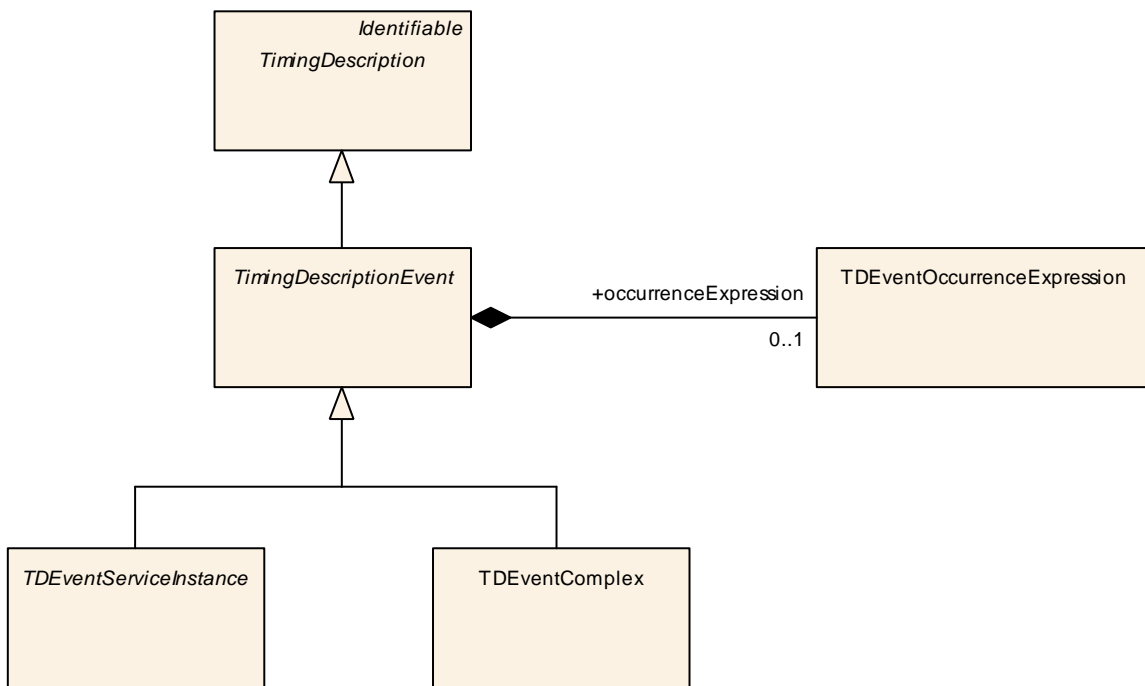 Identifiable
TimingDescription
TimingDescriptionEvent
+occurrenceExpression
0..1
TDEventOccurrenceExpression
TDEventServiceInstance
TDEventComplex